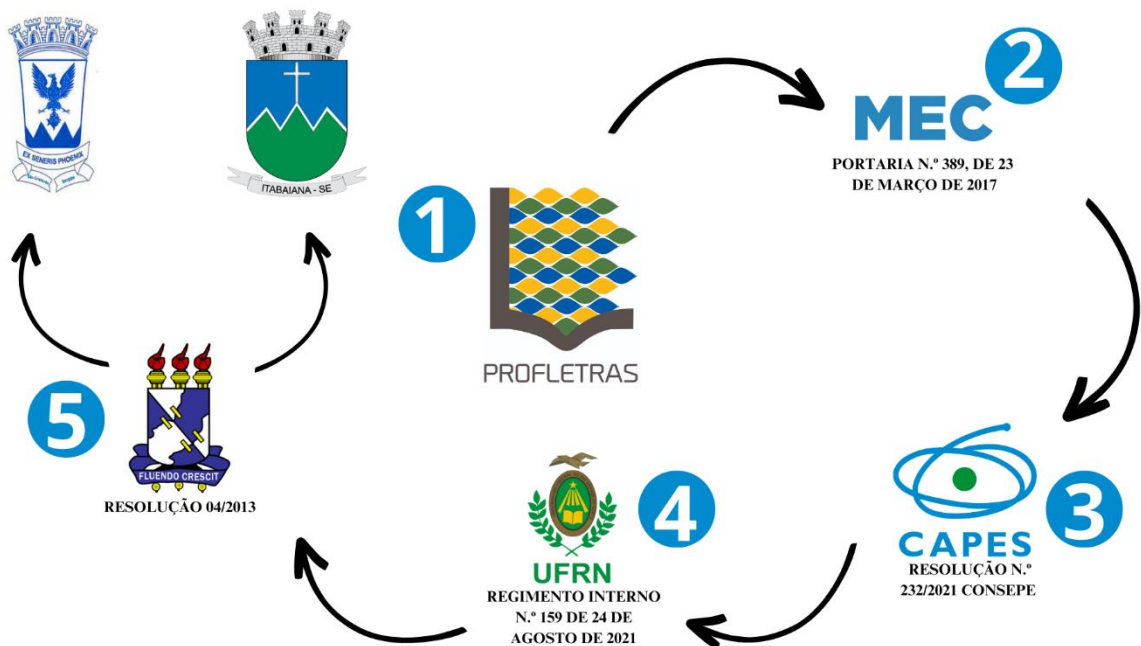 EX SENERIS PHOENIX
ITABAIANA - SE
1
PROFLETRAS
2
MEC
PORTARIA N.º 389, DE 23
DE MARÇO DE 2017
3
CAPES
RESOLUÇÃO N.º
232/2021 CONSEPE
4
UFRN
REGIMENTO INTERNO
N.º 159 DE 24 DE
AGOSTO DE 2021
5
FLUENDO CRESCIT
RESOLUÇÃO 04/2013